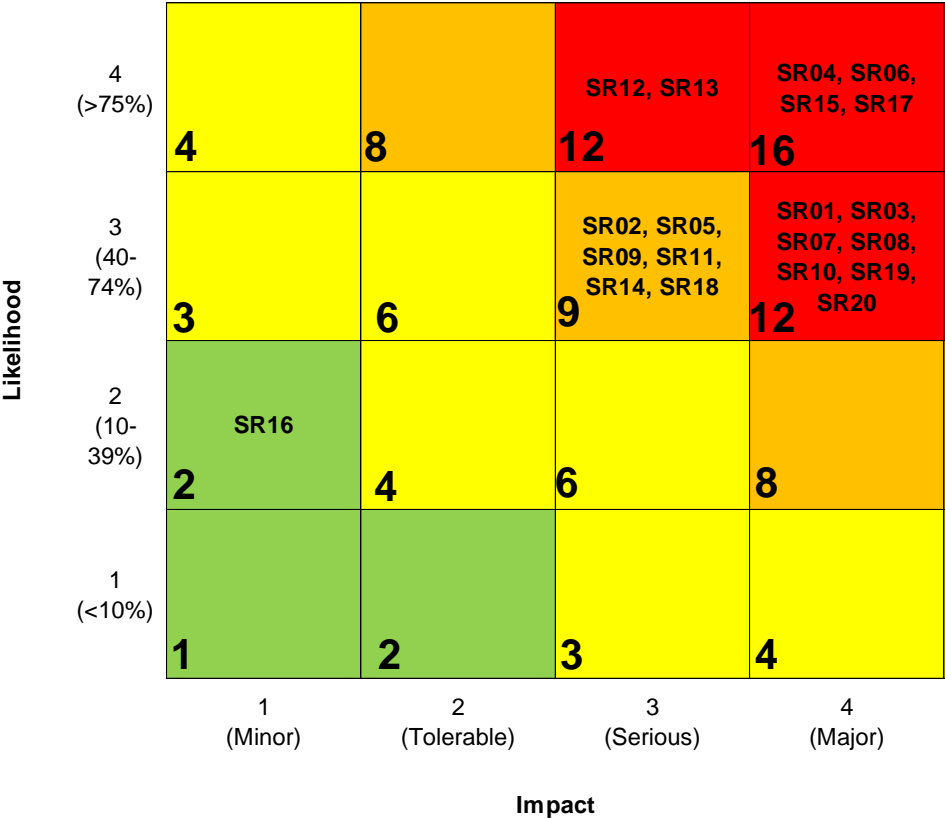 Likelihood
4
(>75%)
4
8
SR12, SR13
12
SR04, SR06,
SR15, SR17
16
3
(40-
74%)
3
6
SR02, SR05,
SR09, SR11,
SR14, SR18
9
SR01, SR03,
SR07, SR08,
SR10, SR19,
SR20
12
2
(10-
39%)
SR16
2
4
6
8
1
(<10%)
1
2
3
4
1
(Minor)
2
(Tolerable)
3
(Serious)
4
(Major)
Impact